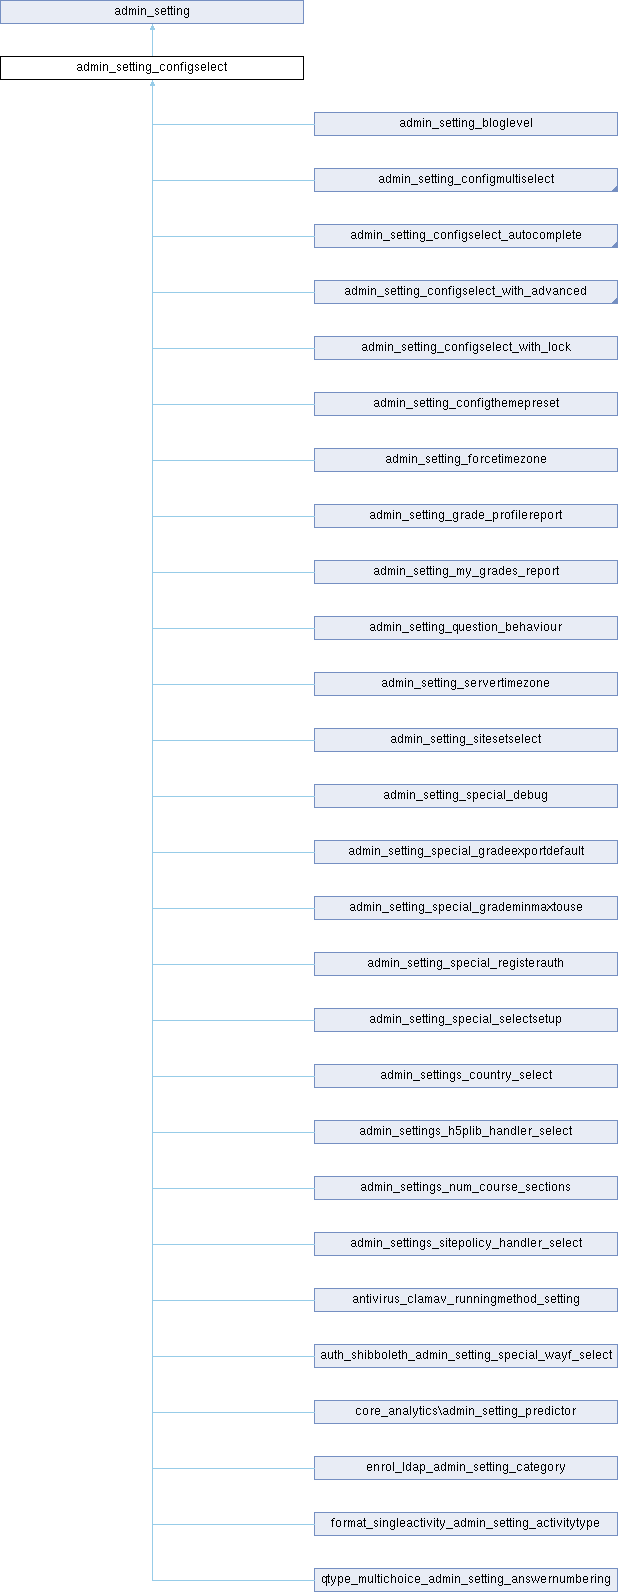 admin_setting
admin_setting_configselect
admin_setting_bloglevel
admin_setting_configmultiselect
admin_setting_configselect_autocomplete
admin_setting_configselect_with_advanced
admin_setting_configselect_with_lock
admin_setting_configthemepreset
admin_setting_forcetimezone
admin_setting_grade_profilereport
admin_setting_my_grades_report
admin_setting_question_behaviour
admin_setting_servertimezone
admin_setting_sitesetselect
admin_setting_special_debug
admin_setting_special_gradeexportdefault
admin_setting_special_grademinmaxtouse
admin_setting_special_registerauth
admin_setting_special_selectsetup
admin_settings_country_select
admin_settings_h5plib_handler_select
admin_settings_num_course_sections
admin_settings_sitepolicy_handler_select
antivirus_clamav_runningmethod_setting
auth_shibboleth_admin_setting_special_wayf_select
core_analytics\admin_setting_predictor
enrol_ldap_admin_setting_category
format_singleactivity_admin_setting_activitytype
qtype_multichoice_admin_setting_answernumbering